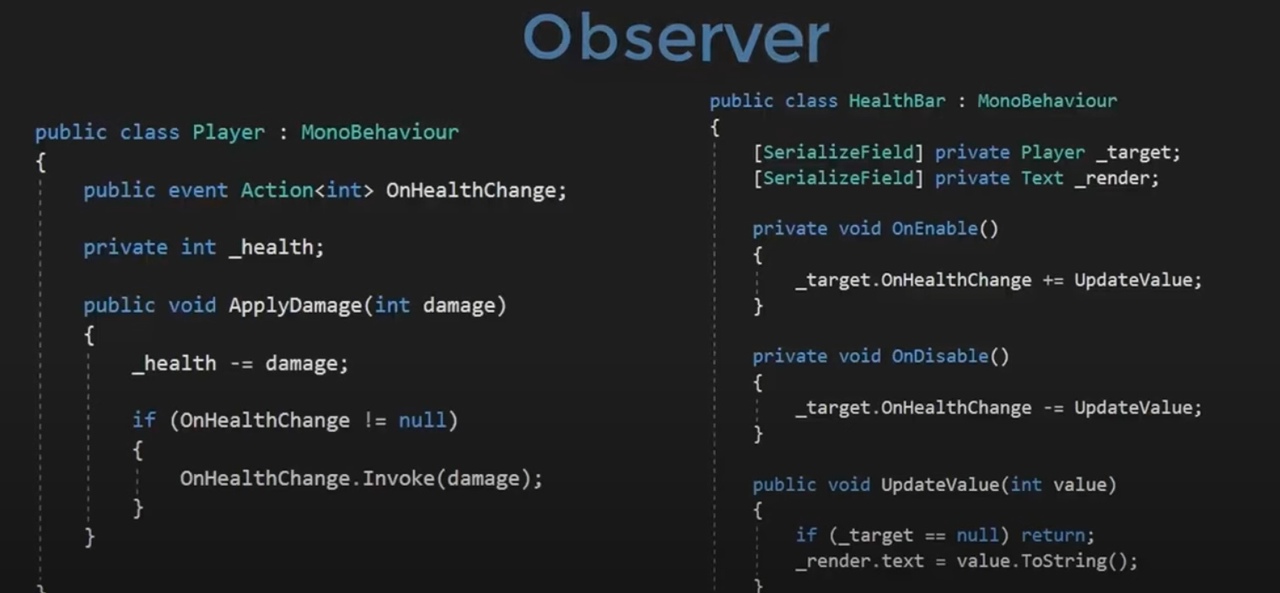 Observer
public class Player : MonoBehaviour
{
public event Action<int> OnHealthChange;
private int _health;
public void ApplyDamage(int damage)
{
_health -= damage;
if (OnHealthChange != null)
{
OnHealthChange.Invoke(damage);
}
}
}
public class HealthBar : MonoBehaviour
{
[SerializeField] private Player _target;
[SerializeField] private Text _render;
private void OnEnable()
{
_target.OnHealthChange += UpdateValue;
}
private void OnDisable()
{
_target.OnHealthChange -= UpdateValue;
}
public void UpdateValue(int value)
{
if (_target == null) return;
_render.text = value.ToString();
}